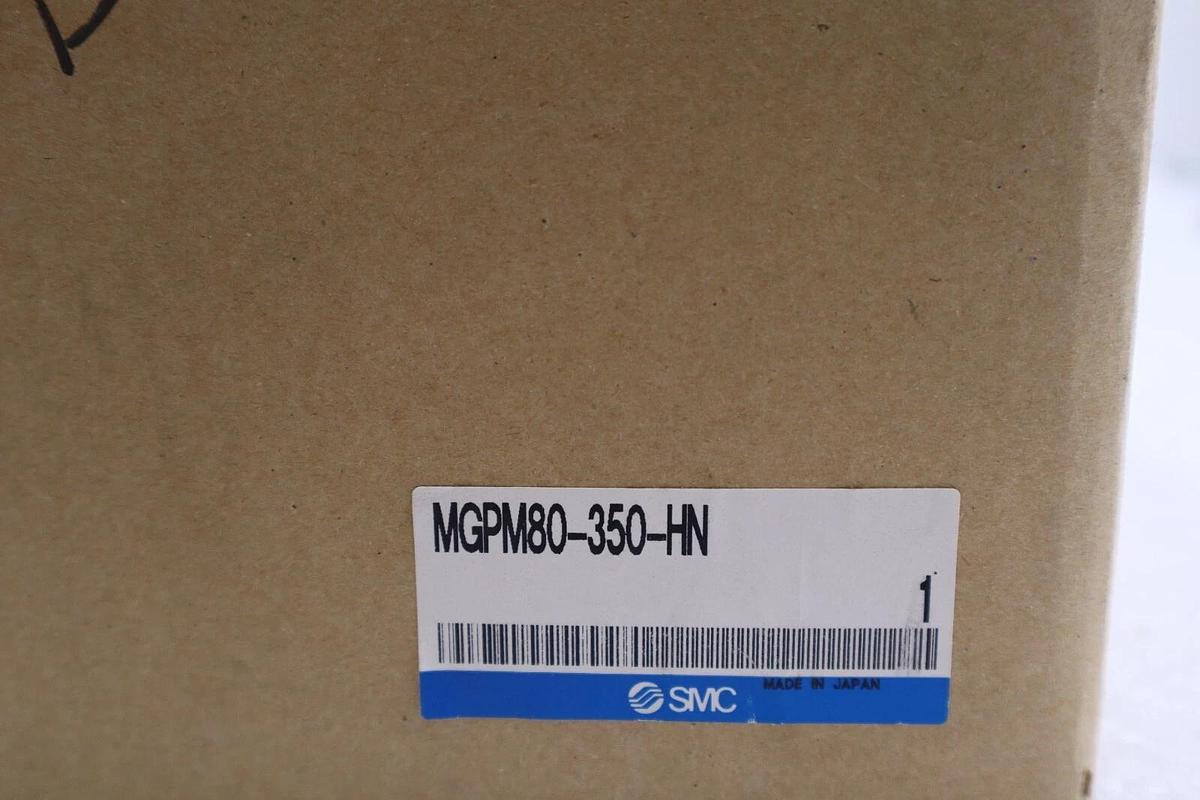 MGPM80-350-HN
1
MADE IN JAPAN
SMC